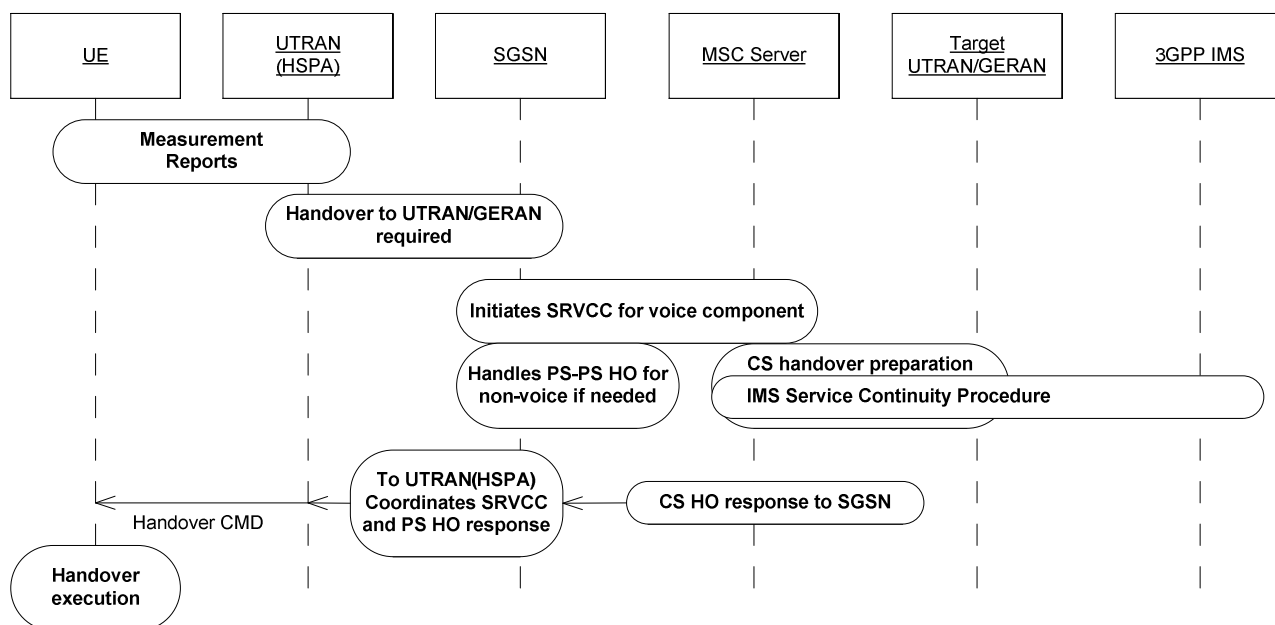 UE
UTRAN
(HSPA)
SGSN
MSC Server
Target
UTRAN/GERAN
3GPP IMS
Measurement
Reports
Handover to UTRAN/GERAN
required
Initiates SRVCC for voice component
Handles PS-PS HO for
non-voice if needed
CS handover preparation
IMS Service Continuity Procedure
To UTRAN(HSPA)
Coordinates SRVCC
and PS HO response
CS HO response to SGSN
Handover CMD
Handover
execution